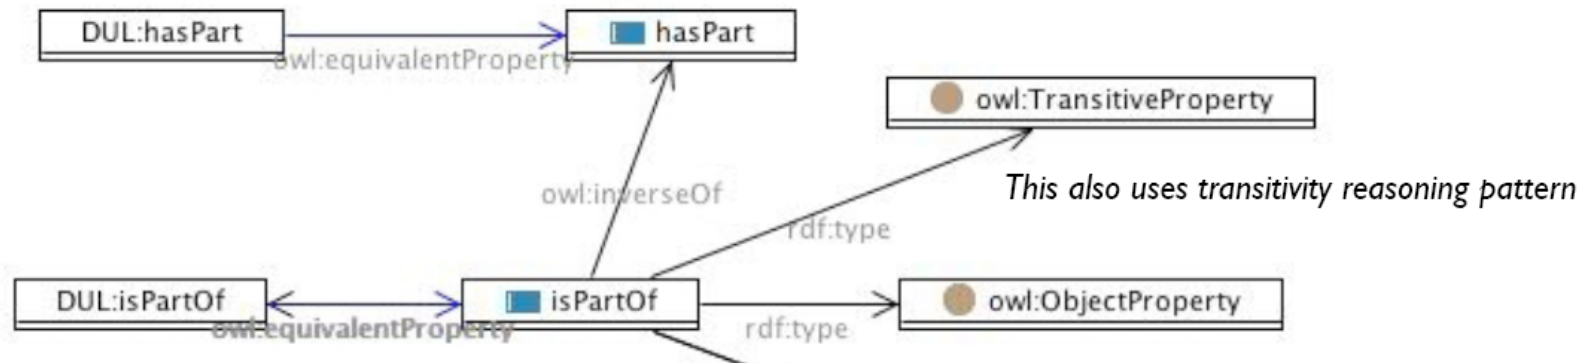 DUL:hasPart
owl:equivalentProperty
hasPart
owl:TransitiveProperty
This also uses transitivity reasoning pattern
owl:inverseOf
rdf:type
DUL:isPartOf
owl:equivalentProperty
isPartOf
rdf:type
owl:ObjectProperty